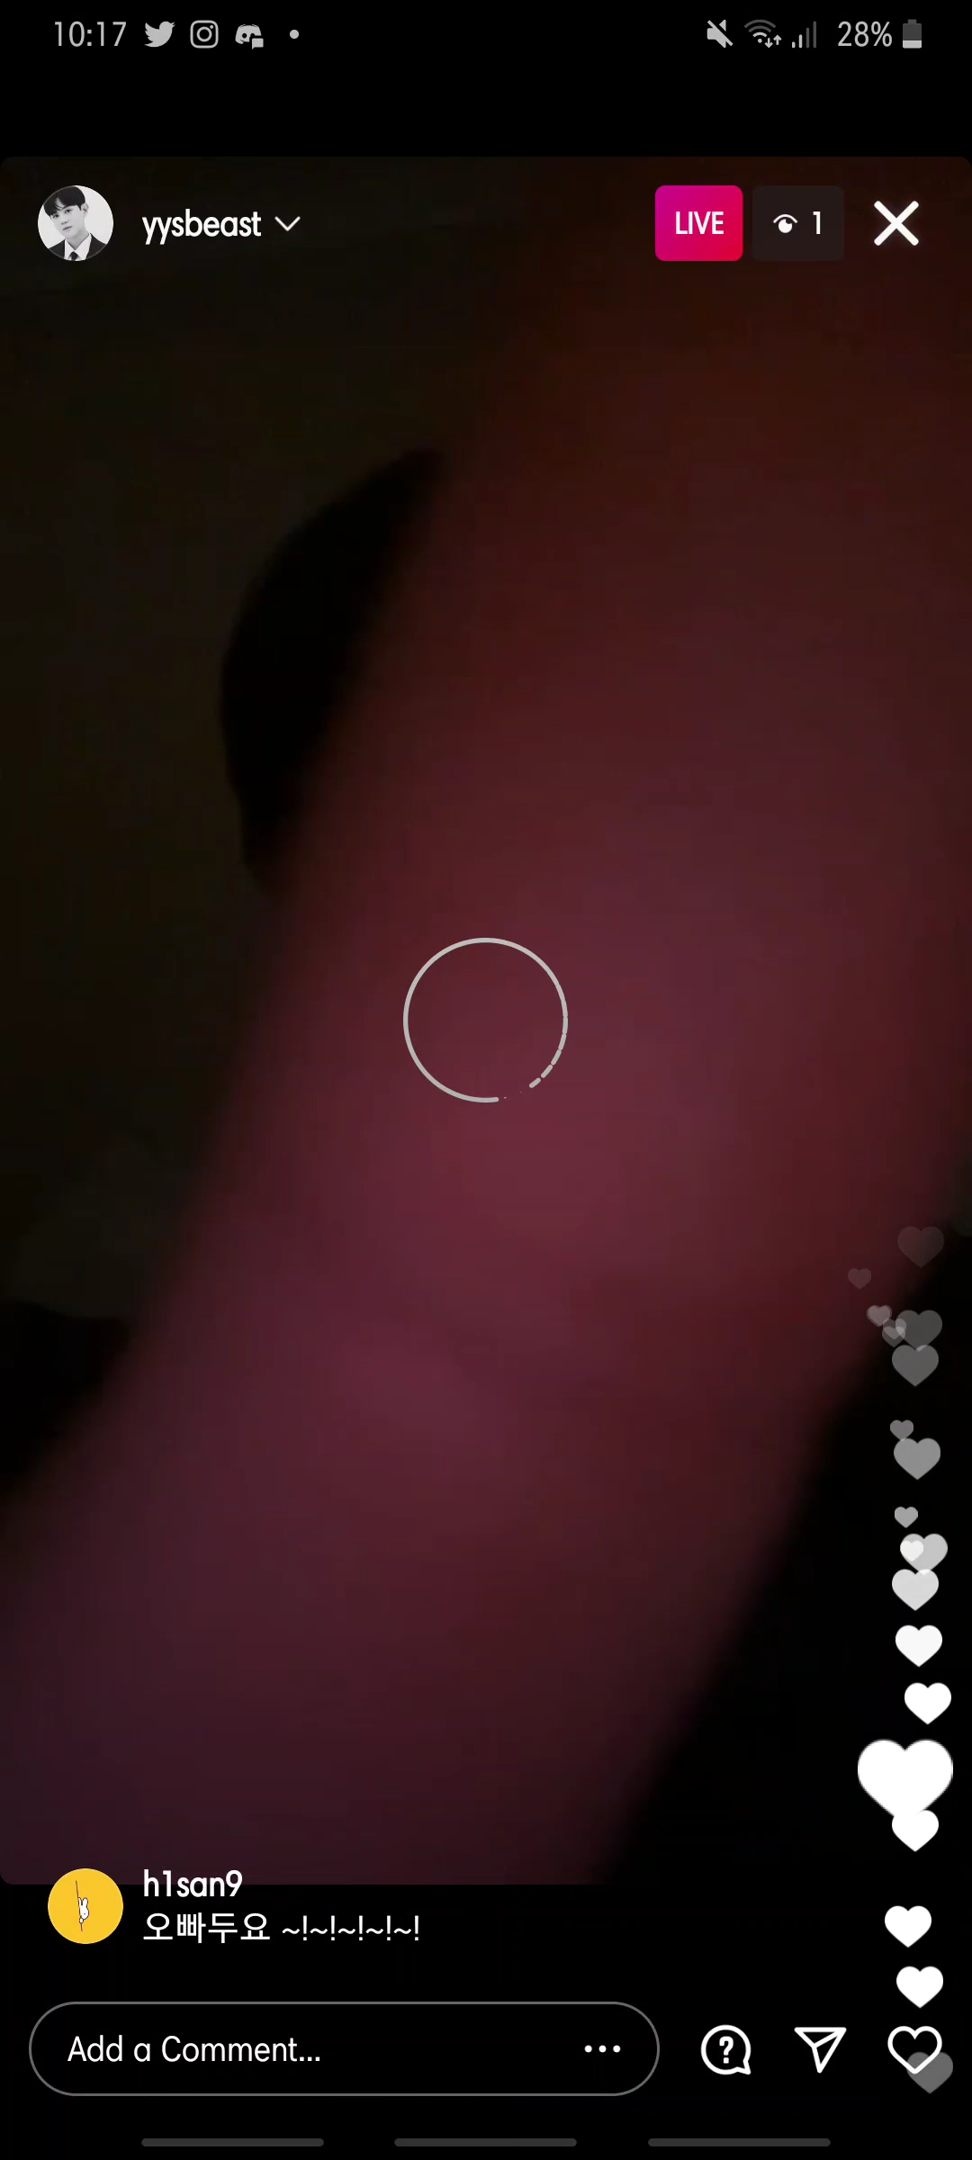 10:17
28%
yysbeast
LIVE
1
h1san9
오빠두요 ~!~!~!~!~!
Add a Comment...